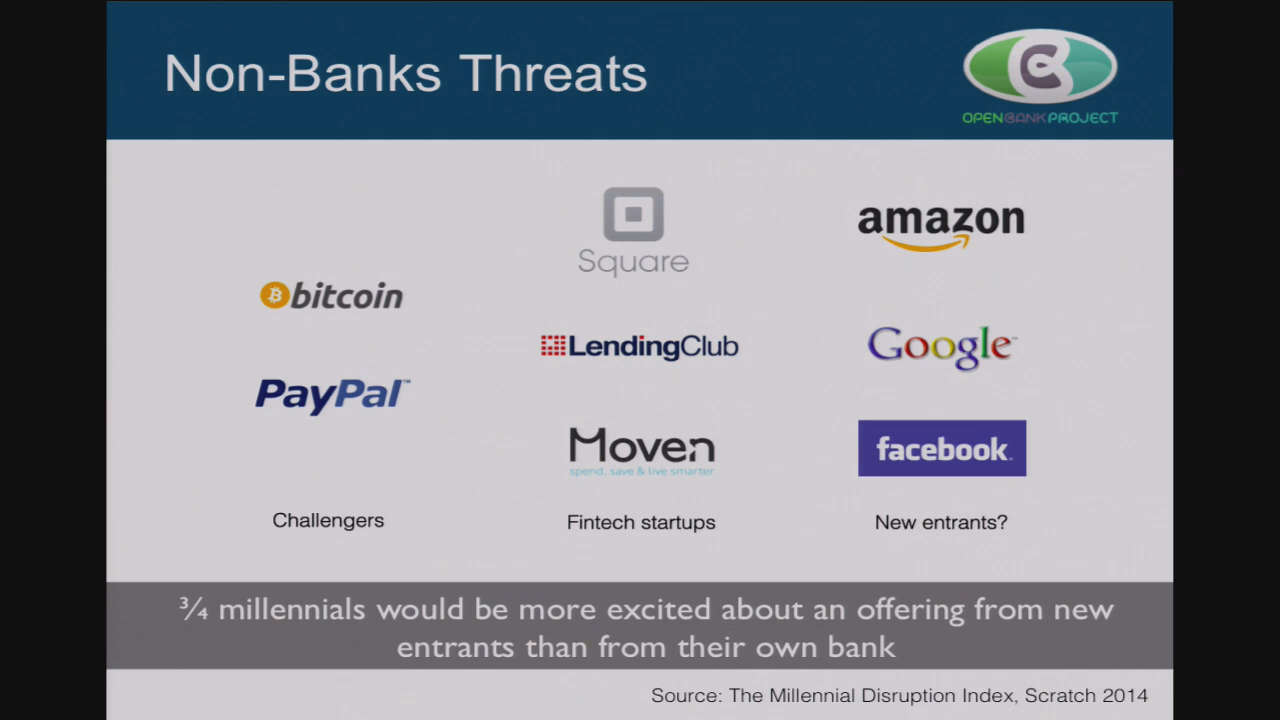 Non-Banks Threats
OPENBANKPROJECT
bitcoin
PayPal™
Challengers
Square
LendingClub
Moven
spend, save & live smarter
Fintech startups
amazon
Google™
facebook.
New entrants?
¾ millennials would be more excited about an offering from new
entrants than from their own bank
Source: The Millennial Disruption Index, Scratch 2014